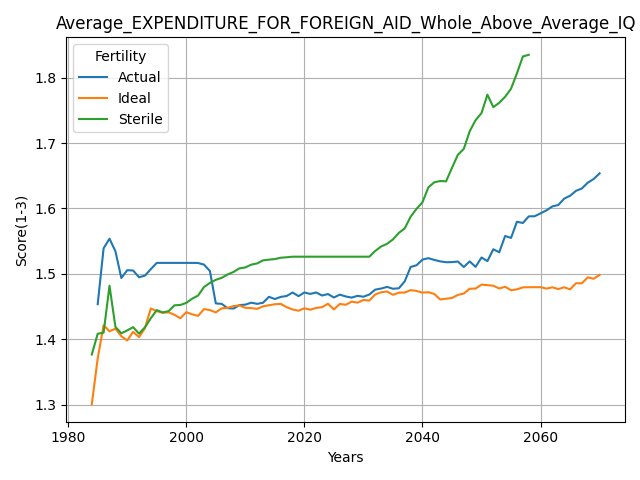 Average_EXPENDITURE_FOR_FOREIGN_AID_Whole_Above_Average_IQ
Fertility
Actual
Ideal
Sterile
1.8
1.7
1.6
1.5
1.4
1.3
Score(1-3)
1980
2000
2020
2040
2060
Years